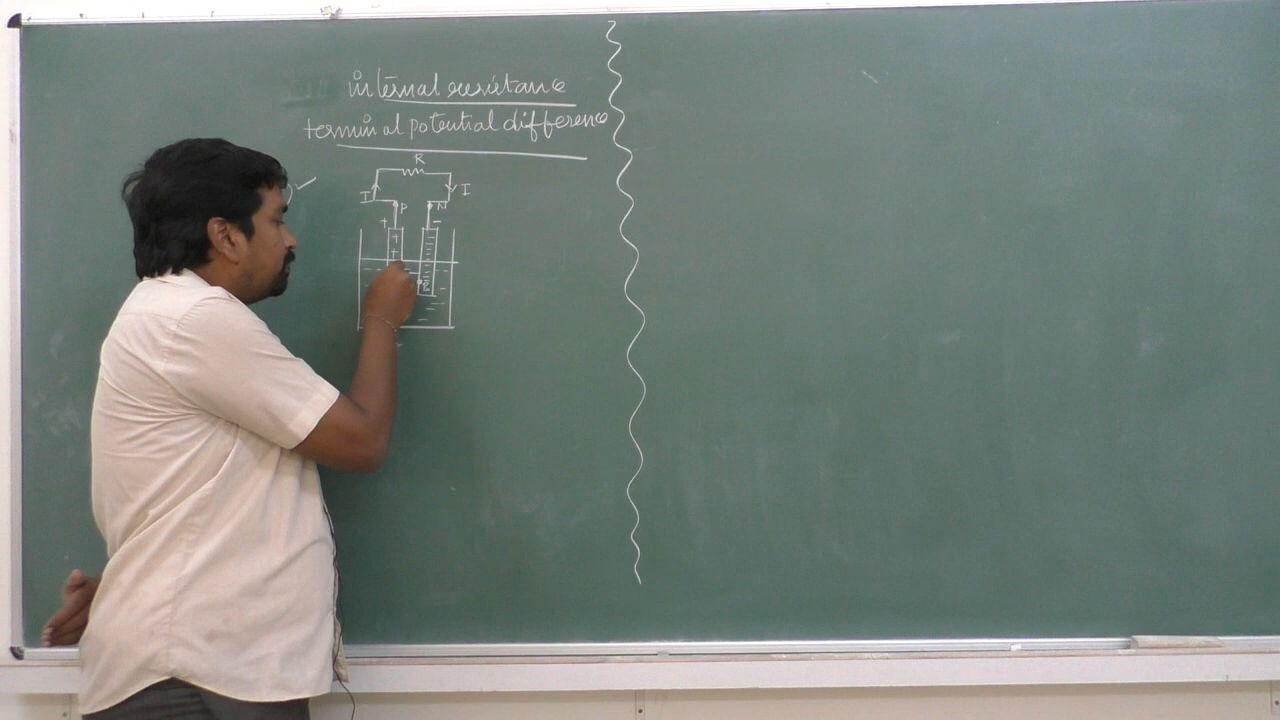 internal resistance
terminal potential difference
R
I I
P N
+ −
+
+